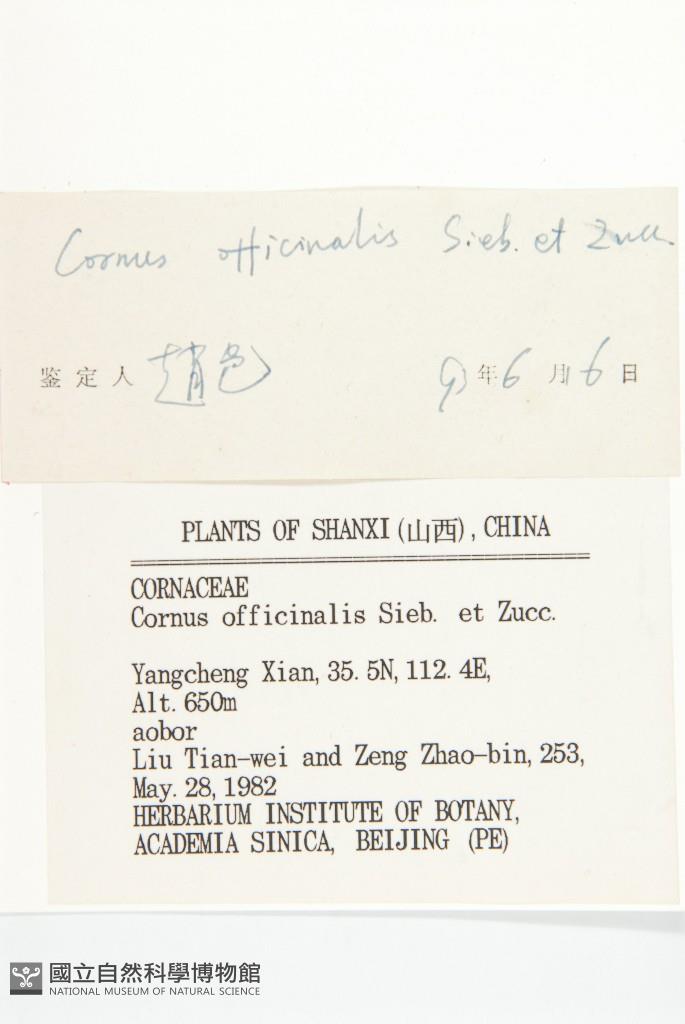 Cornus officinalis Sieb. et Zucc.
鉴定人 趙 93年6月6日
PLANTS OF SHANXI (山西), CHINA
CORNACEAE
Cornus officinalis Sieb. et Zucc.
Yangcheng Xian, 35. 5N, 112. 4E,
Alt. 650m
aobor
Liu Tian-wei and Zeng Zhao-bin, 253,
May. 28, 1982
HERBARIUM INSTITUTE OF BOTANY,
ACADEMIA SINICA, BEIJING (PE)
國立自然科學博物館
NATIONAL MUSEUM OF NATURAL SCIENCE